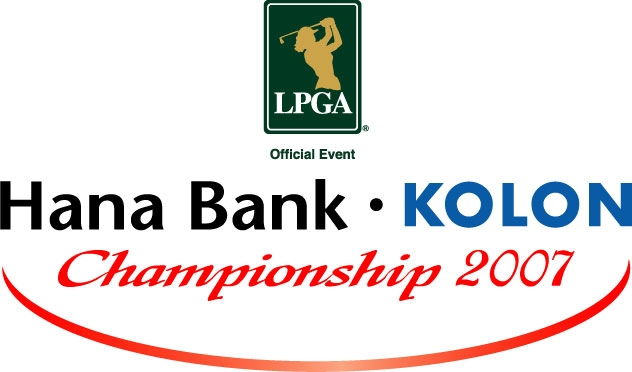 LPGA®
Official Event
Hana Bank • KOLON
Championship 2007